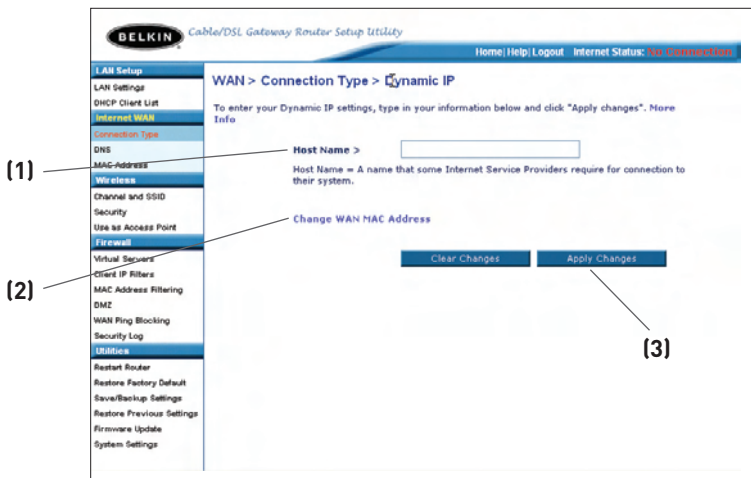 BELKIN
Cable/DSL Gateway Router Setup Utility
Home|Help|Logout Internet Status: No Connection
LAN Setup
LAN Settings
DHCP Client List
Internet WAN
Connection Type
DNS
MAC Address
Wireless
Channel and SSID
Security
Use as Access Point
Firewall
Virtual Servers
Client IP Filters
MAC Address Filtering
DMZ
WAN Ping Blocking
Security Log
Utilities
Restart Router
Restore Factory Default
Save/Backup Settings
Restore Previous Settings
Firmware Update
System Settings
WAN > Connection Type > Dynamic IP
To enter your Dynamic IP settings, type in your information below and click "Apply changes". More
Info
(1)
Host Name >
Host Name = A name that some Internet Service Providers require for connection to
their system.
(2)
Change WAN MAC Address
Clear Changes Apply Changes
(3)